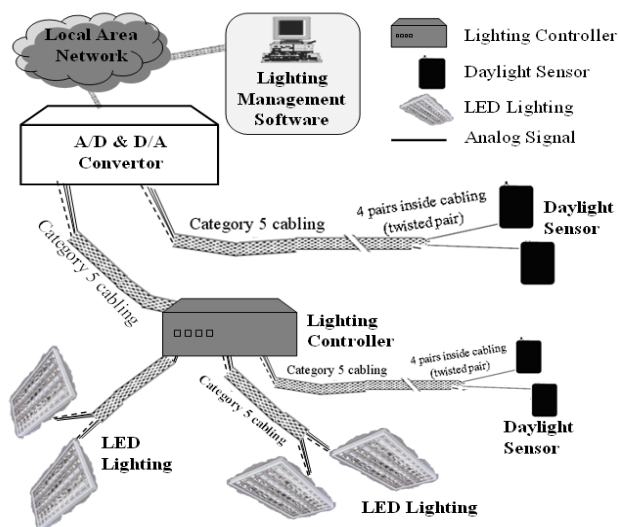 Local Area
Network
Lighting
Management
Software
Lighting Controller
Daylight Sensor
LED Lighting
Analog Signal
A/D & D/A
Convertor
Category 5 cabling
4 pairs inside cabling
(twisted pair)
Daylight
Sensor
Category 5 cabling
Lighting
Controller
Category 5 cabling
4 pairs inside cabling
(twisted pair)
Category 5 cabling
Daylight
Sensor
LED
Lighting
LED Lighting